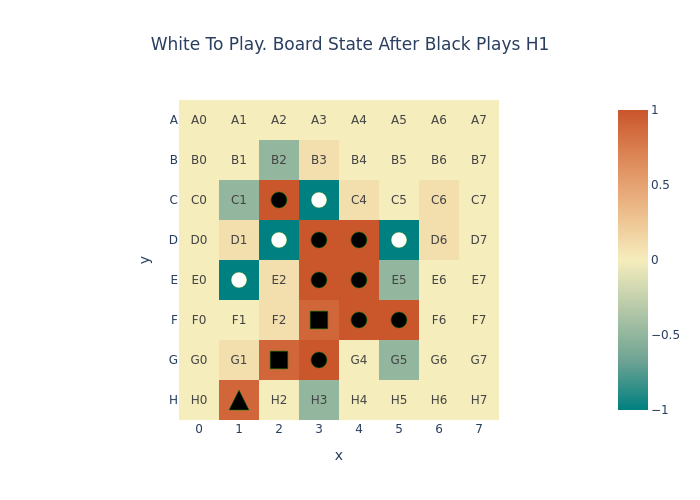 White To Play. Board State After Black Plays H1
A A0 A1 A2 A3 A4 A5 A6 A7
B B0 B1 B2 B3 B4 B5 B6 B7
C C0 C1 C4 C5 C6 C7
D D0 D1 D6 D7
E E0 E2 E5 E6 E7
F F0 F1 F2 F6 F7
G G0 G1 G4 G5 G6 G7
H H0 H2 H3 H4 H5 H6 H7
0 1 2 3 4 5 6 7
x
y
1
0.5
0
−0.5
−1